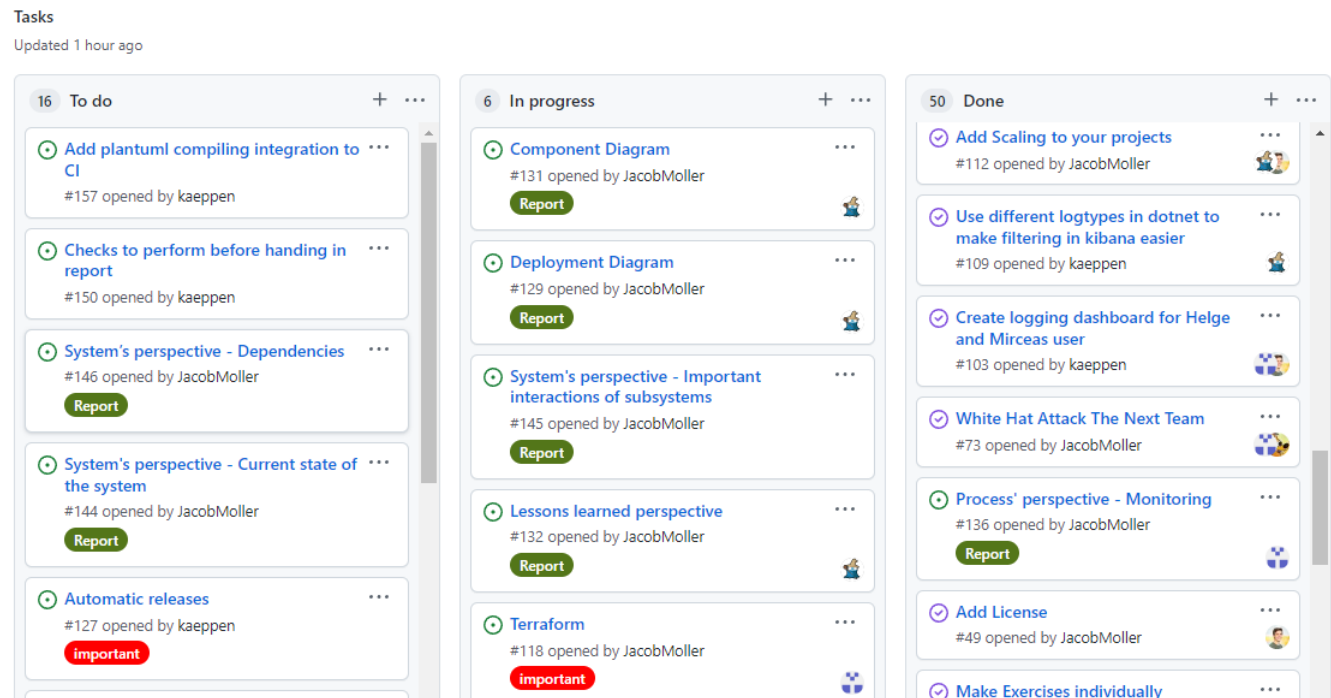 Tasks
Updated 1 hour ago
16 To do
Add plantuml compiling integration to
CI
#157 opened by kaeppen
Checks to perform before handing in
report
#150 opened by kaeppen
System's perspective - Dependencies
#146 opened by JacobMoller
Report
System's perspective - Current state of
the system
#144 opened by JacobMoller
Report
Automatic releases
#127 opened by kaeppen
important
6 In progress
Component Diagram
#131 opened by JacobMoller
Report
Deployment Diagram
#129 opened by JacobMoller
Report
System's perspective - Important
interactions of subsystems
#145 opened by JacobMoller
Report
Lessons learned perspective
#132 opened by JacobMoller
Report
Terraform
#118 opened by JacobMoller
important
50 Done
Add Scaling to your projects
#112 opened by JacobMoller
Use different logtypes in dotnet to
make filtering in kibana easier
#109 opened by kaeppen
Create logging dashboard for Helge
and Mirceas user
#103 opened by kaeppen
White Hat Attack The Next Team
#73 opened by JacobMoller
Process' perspective - Monitoring
#136 opened by JacobMoller
Report
Add License
#49 opened by JacobMoller
Make Exercises individually